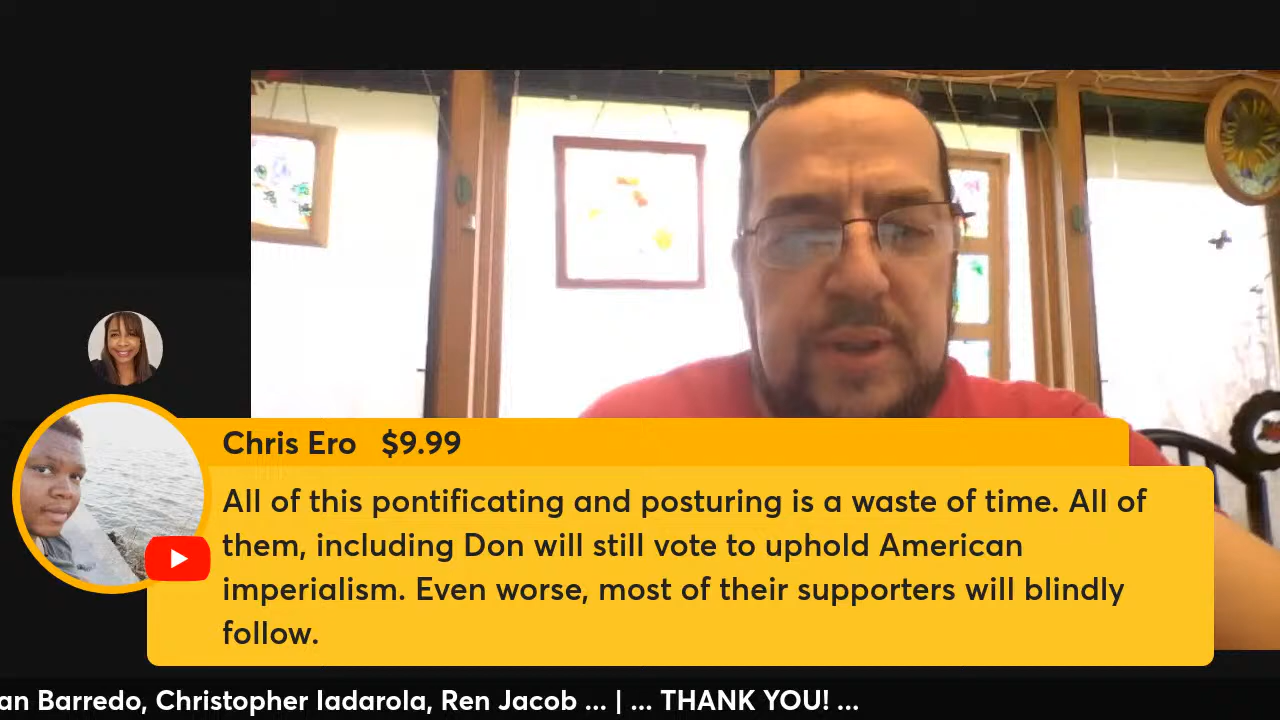 Chris Ero $9.99
All of this pontificating and posturing is a waste of time. All of
them, including Don will still vote to uphold American
imperialism. Even worse, most of their supporters will blindly
follow.
an Barredo, Christopher Iadarola, Ren Jacob ... | ... THANK YOU! ...